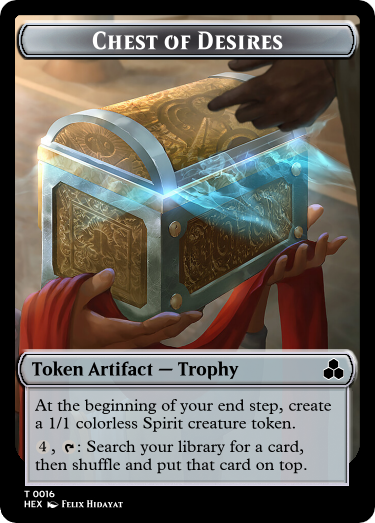 Chest of Desires
Token Artifact — Trophy
At the beginning of your end step, create
a 1/1 colorless Spirit creature token.
4, : Search your library for a card,
then shuffle and put that card on top.
T 0016
HEX Felix Hidayat